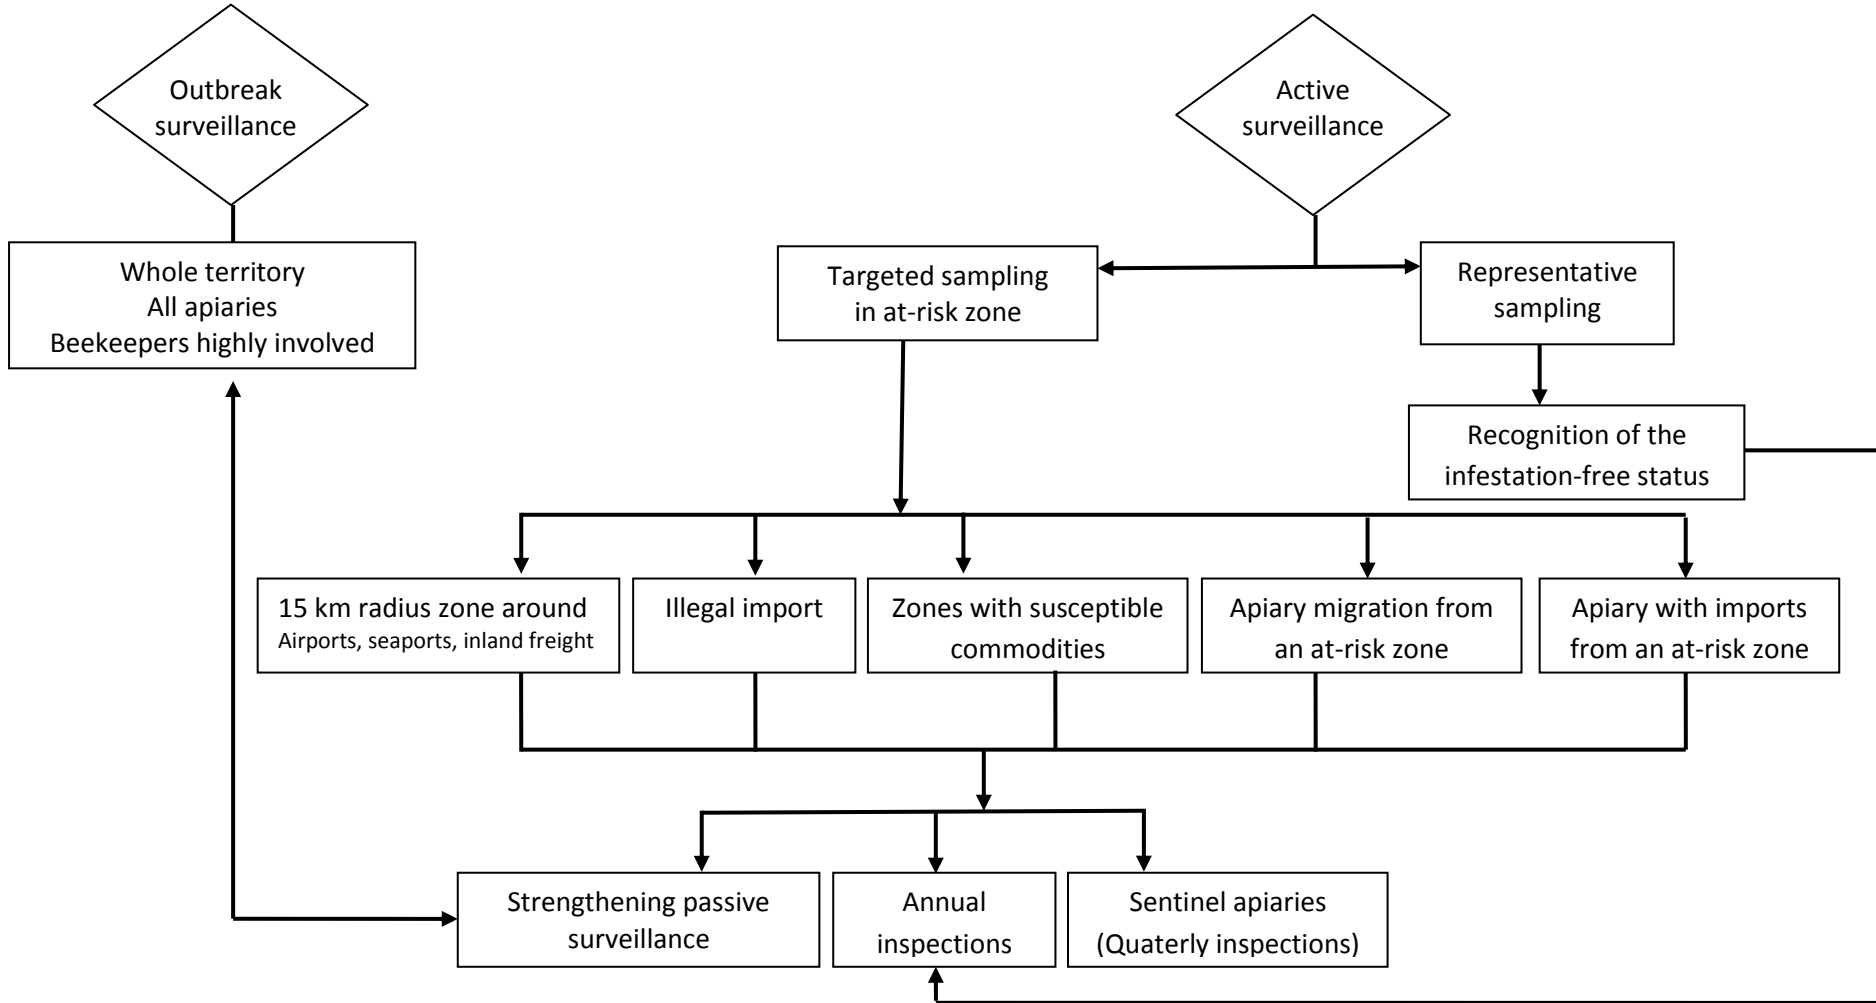 Outbreak
surveillance
Active
surveillance
Whole territory
All apiaries
Beekeepers highly involved
Targeted sampling
in at-risk zone
Representative
sampling
Recognition of the
infestation-free status
15 km radius zone around
Airports, seaports, inland freight
Illegal import
Zones with susceptible
commodities
Apiary migration from
an at-risk zone
Apiary with imports
from an at-risk zone
Strengthening passive
surveillance
Annual
inspections
Sentinel apiaries
(Quaterly inspections)